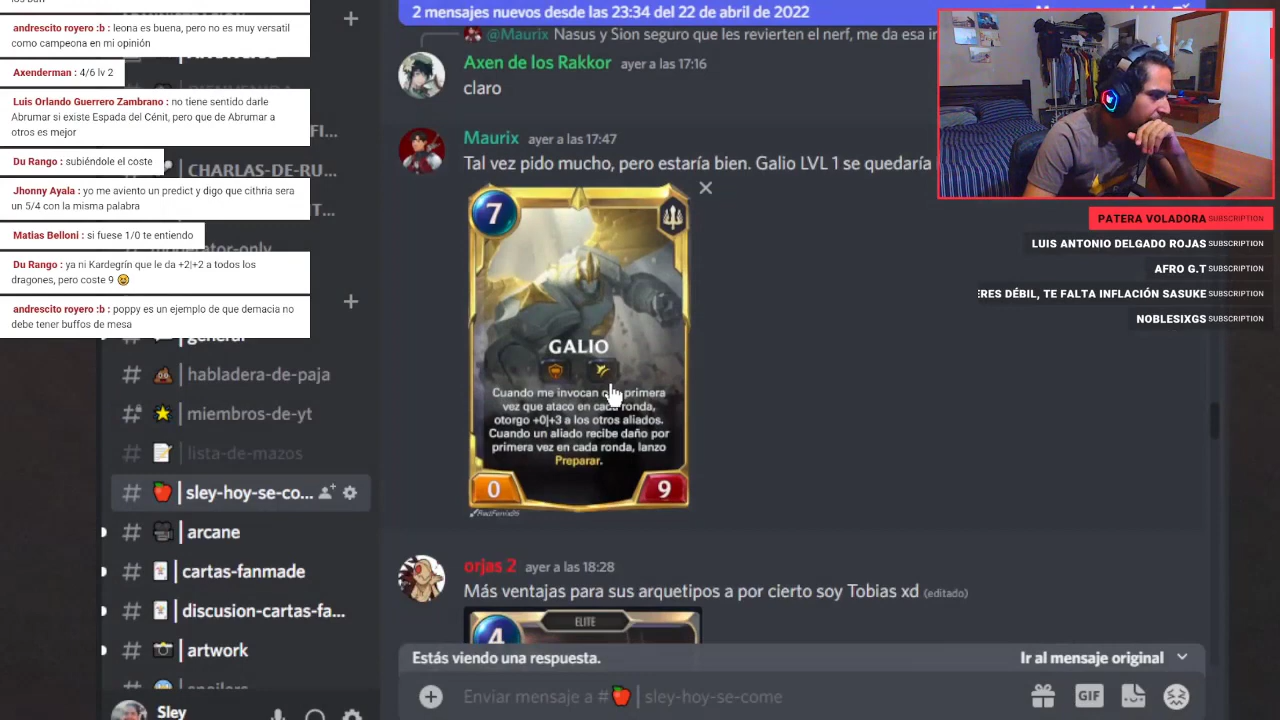 andrescito royero :b : leona es buena, pero no es muy versatil
como campeona en mi opinión
Axenderman : 4/6 lv 2
Luis Orlando Guerrero Zambrano : no tiene sentido darle
Abrumar si existe Espada del Cénit, pero que de Abrumar a
otros es mejor
Du Rango : subiéndole el coste
Jhonny Ayala : yo me aviento un predict y digo que cithria sera
un 5/4 con la misma palabra
Matias Belloni : si fuese 1/0 te entiendo
Du Rango : ya ni Kardegrín que le da +2|+2 a todos los
dragones, pero coste 9 😆
andrescito royero :b : poppy es un ejemplo de que demacia no
debe tener buffos de mesa
CHARLAS-DE-RU...
moderator-only
general
habladera-de-paja
miembros-de-yt
lista-de-mazos
sley-hoy-se-co...
arcane
cartas-fanmade
discusion-cartas-fa...
artwork
spoilers
Sley
2 mensajes nuevos desde las 23:34 del 22 de abril de 2022
@Maurix Nasus y Sion seguro que les revierten el nerf, me da esa in
Axen de los Rakkor ayer a las 17:16
claro
Maurix ayer a las 17:47
Tal vez pido mucho, pero estaría bien. Galio LVL 1 se quedaría
7
GALIO
Cuando me invocan o la primera
vez que ataco en cada ronda,
otorgo +0|+3 a los otros aliados.
Cuando un aliado recibe daño por
primera vez en cada ronda, lanzo
Preparar.
0 9
orjas 2 ayer a las 18:28
Más ventajas para sus arquetipos a por cierto soy Tobias xd (editado)
ELITE
4
Estás viendo una respuesta. Ir al mensaje original
Enviar mensaje a #🍎 | sley-hoy-se-come
GIF
PATERA VOLADORA SUBSCRIPTION
LUIS ANTONIO DELGADO ROJAS SUBSCRIPTION
AFRO G.T SUBSCRIPTION
ERES DÉBIL, TE FALTA INFLACIÓN SASUKE SUBSCRIPTION
NOBLESIXGS SUBSCRIPTION